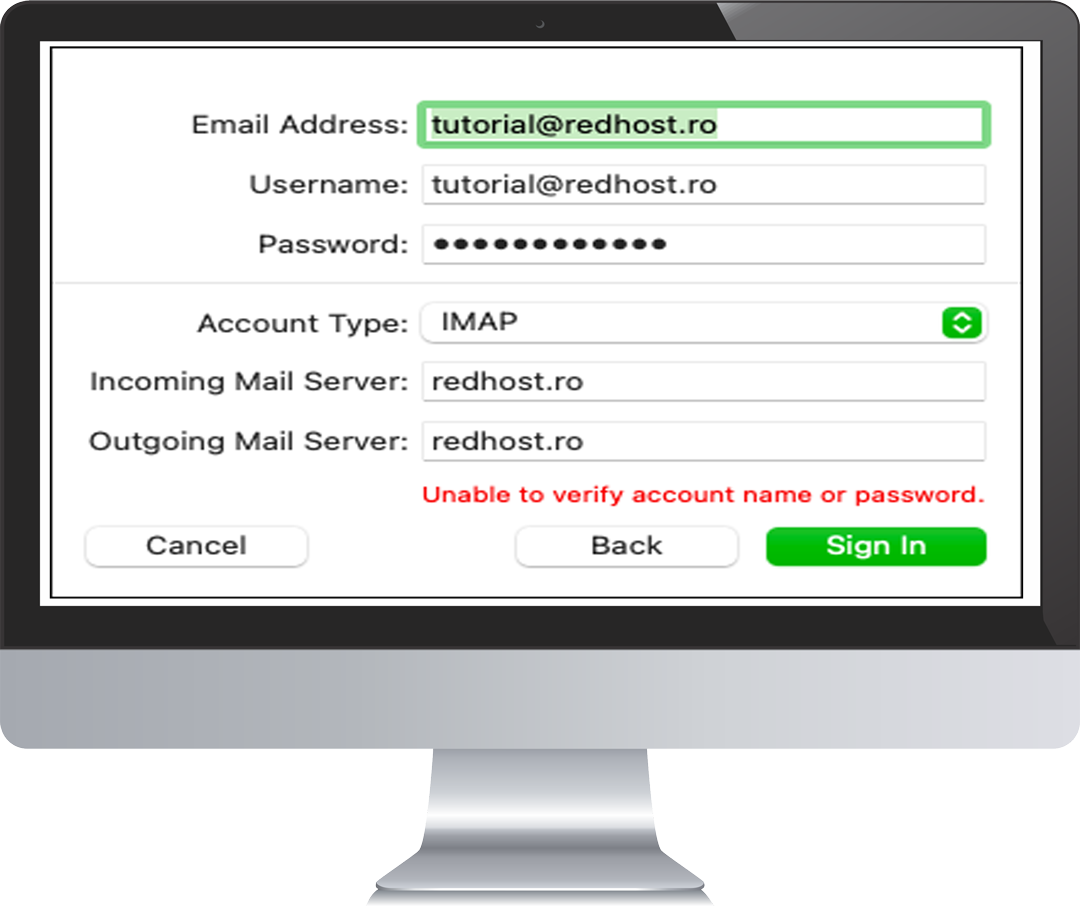 Email Address: tutorial@redhost.ro
Username: tutorial@redhost.ro
Password: ••••••••••••
Account Type: IMAP
Incoming Mail Server: redhost.ro
Outgoing Mail Server: redhost.ro
Unable to verify account name or password.
Cancel Back Sign In